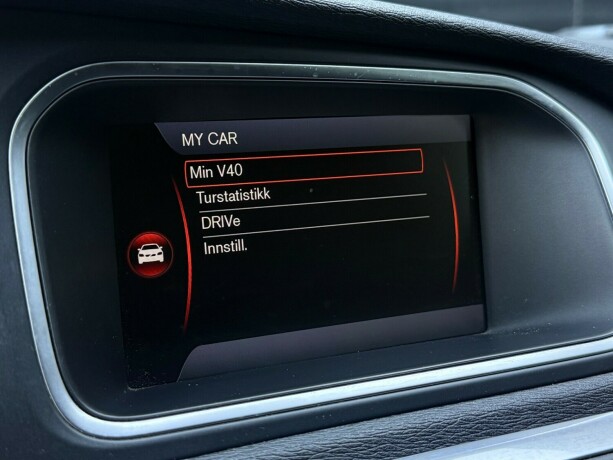 MY CAR
Min V40
Turstatistikk
DRIVe
Innstill.